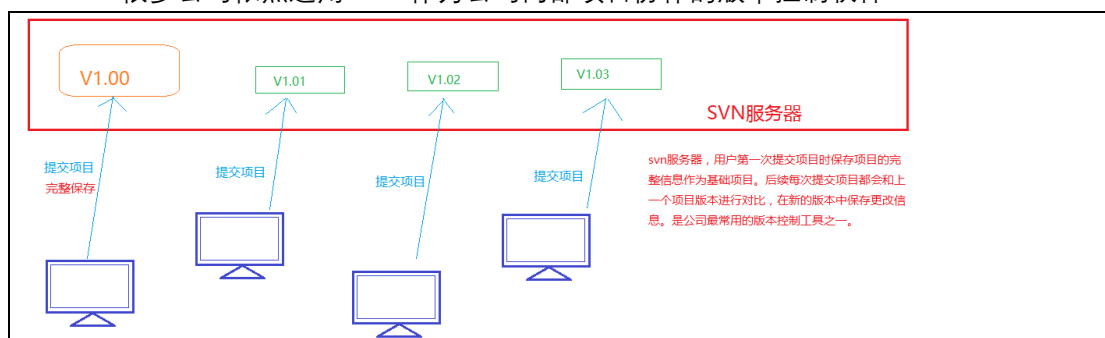 V1.00
V1.01
V1.02
V1.03
SVN服务器
提交项目
完整保存
提交项目
提交项目
提交项目
svn服务器，用户第一次提交项目时保存项目的完
整信息作为基础项目。后续每次提交项目都会和上
一个项目版本进行对比，在新的版本中保存更改信
息。是公司最常用的版本控制工具之一。